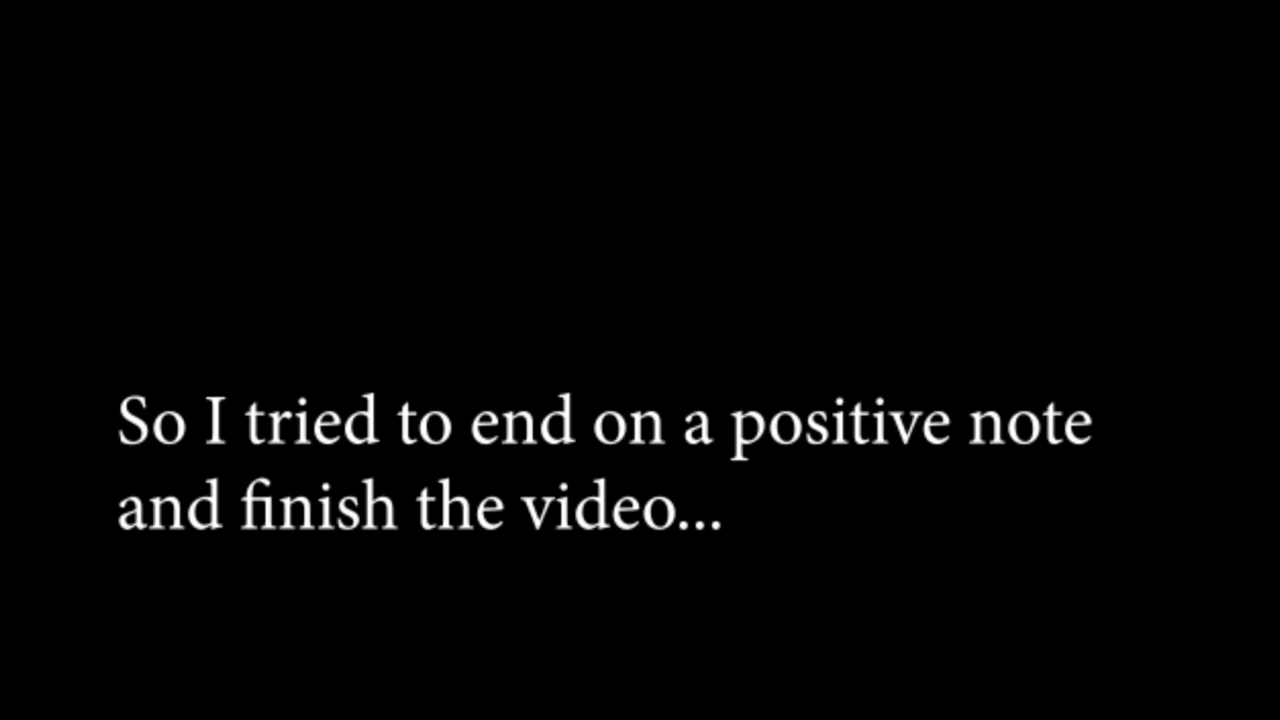 So I tried to end on a positive note
and finish the video...